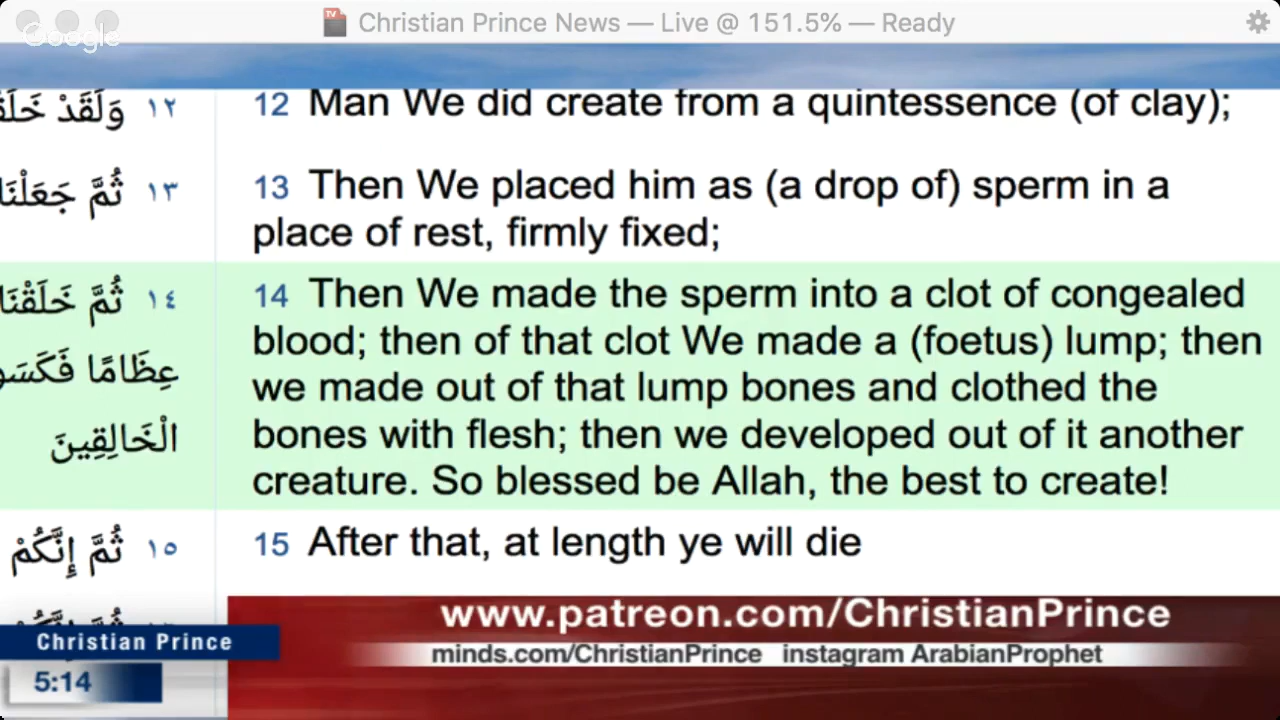 Christian Prince News — Live @ 151.5% — Ready
Google
12 Man We did create from a quintessence (of clay);
١٢ وَلَقَدْ
13 Then We placed him as (a drop of) sperm in a
place of rest, firmly fixed;
١٣ ثُمَّ جَعَلْنَا
14 Then We made the sperm into a clot of congealed
blood; then of that clot We made a (foetus) lump; then
we made out of that lump bones and clothed the
bones with flesh; then we developed out of it another
creature. So blessed be Allah, the best to create!
١٤ ثُمَّ خَلَقْنَا
عِظَامًا
الْخَالِقِينَ
15 After that, at length ye will die
١٥ ثُمَّ إِنَّكُمْ
www.patreon.com/ChristianPrince
minds.com/ChristianPrince instagram ArabianProphet
Christian Prince
5:14